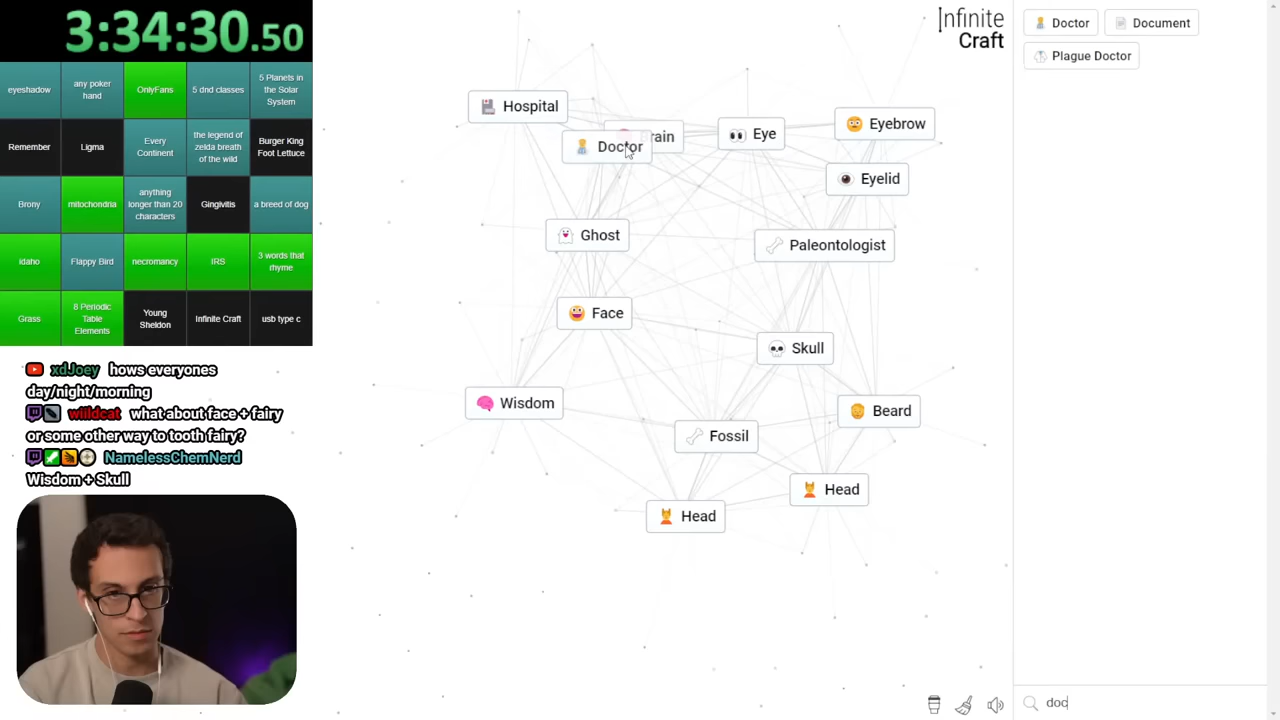 3:34:30.50
eyeshadow
any poker
hand
OnlyFans
5 dnd classes
5 Planets in
the Solar
System
Remember
Ligma
Every
Continent
the legend of
zelda breath
of the wild
Burger King
Foot Lettuce
Brony
mitochondria
anything
longer than 20
characters
Gingivitis
a breed of dog
idaho
Flappy Bird
necromancy
IRS
3 words that
rhyme
Grass
8 Periodic
Table
Elements
Young
Sheldon
Infinite Craft
usb type c
xdJoey hows everyones
day/night/morning
wiildcat what about face + fairy
or some other way to tooth fairy?
NamelessChemNerd
Wisdom + Skull
Infinite
Craft
Hospital
Doctor
rain
Eye
Eyebrow
Eyelid
Ghost
Paleontologist
Face
Skull
Wisdom
Beard
Fossil
Head
Head
Doctor
Document
Plague Doctor
doc